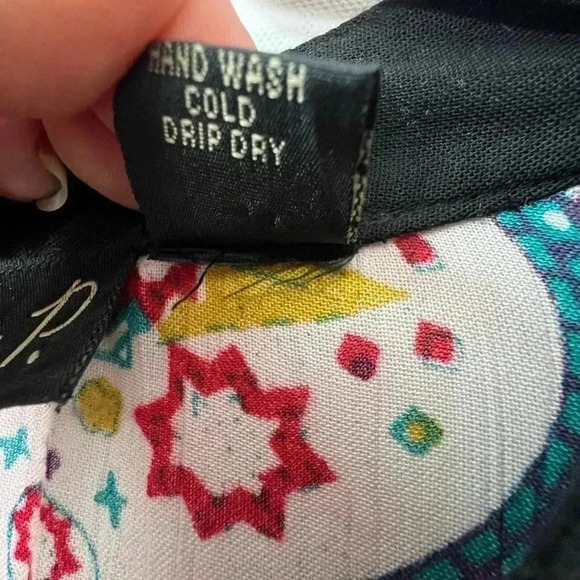 HAND WASH
COLD
DRIP DRY
P.